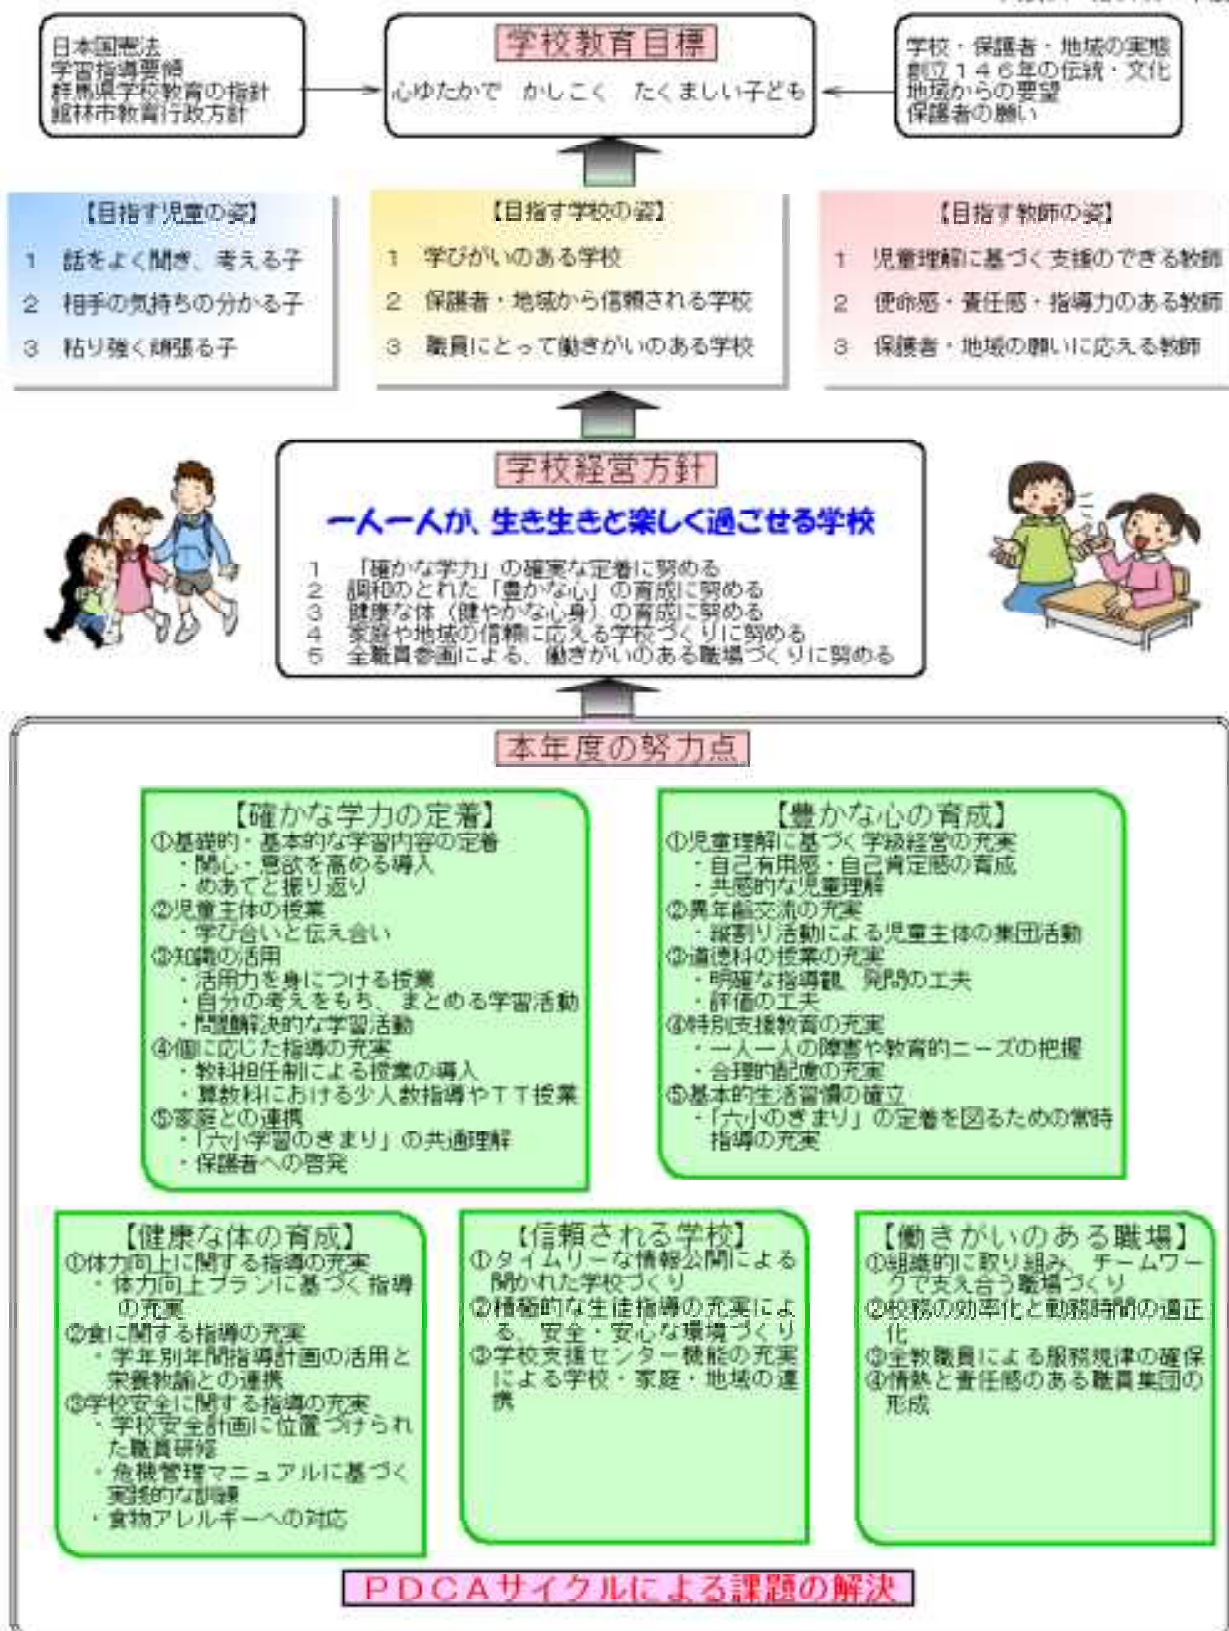 日本国憲法
学習指導要領
群馬県学校教育の指針
館林市教育行政方針
学校教育目標
心ゆたかで　かしこく　たくましい子ども
学校・保護者・地域の実態
創立１４６年の伝統・文化
地域からの要望
保護者の願い
【目指す児童の姿】
１　話をよく聞き、考える子
２　相手の気持ちの分かる子
３　粘り強く頑張る子
【目指す学校の姿】
１　学びがいのある学校
２　保護者・地域から信頼される学校
３　職員にとって働きがいのある学校
【目指す教師の姿】
１　児童理解に基づく支援のできる教師
２　使命感・責任感・指導力のある教師
３　保護者・地域の願いに応える教師
学校経営方針
一人一人が、生き生きと楽しく過ごせる学校
１　「確かな学力」の確実な定着に努める
２　調和のとれた「豊かな心」の育成に努める
３　健康な体（健やかな心身）の育成に努める
４　家庭や地域の信頼に応える学校づくりに努める
５　全職員参画による、働きがいのある職場づくりに努める
本年度の努力点
【確かな学力の定着】
①基礎的・基本的な学習内容の定着
・関心・意欲を高める導入
・めあてと振り返り
②児童主体の授業
・学び合いと伝え合い
③知識の活用
・活用力を身につける授業
・自分の考えをもち、まとめる学習活動
・問題解決的な学習活動
④個に応じた指導の充実
・教科担任制による授業の導入
・算数科における少人数指導やＴＴ授業
⑤家庭との連携
・「六小学習のきまり」の共通理解
・保護者への啓発
【豊かな心の育成】
①児童理解に基づく学級経営の充実
・自己有用感・自己肯定感の育成
・共感的な児童理解
②異年齢交流の充実
・縦割り活動による児童主体の集団活動
③道徳科の授業の充実
・明確な指導観、発問の工夫
・評価の工夫
④特別支援教育の充実
・一人一人の障害や教育的ニーズの把握
・合理的配慮の充実
⑤基本的生活習慣の確立
・「六小のきまり」の定着を図るための常時
指導の充実
【健康な体の育成】
①体力向上に関する指導の充実
・体力向上プランに基づく指導
の充実
②食に関する指導の充実
・学年別年間指導計画の活用と
栄養教諭との連携
③学校安全に関する指導の充実
・学校安全計画に位置づけられ
た職員研修
・危機管理マニュアルに基づく
実践的な訓練
・食物アレルギーへの対応
【信頼される学校】
①タイムリーな情報公開による
開かれた学校づくり
②積極的な生徒指導の充実によ
る、安全・安心な環境づくり
③学校支援センター機能の充実
による学校・家庭・地域の連
携
【働きがいのある職場】
①組織的に取り組み、チームワー
クで支え合う職場づくり
②校務の効率化と勤務時間の適正
化
③全教職員による服務規律の確保
④情熱と責任感のある職員集団の
形成
ＰＤＣＡサイクルによる課題の解決